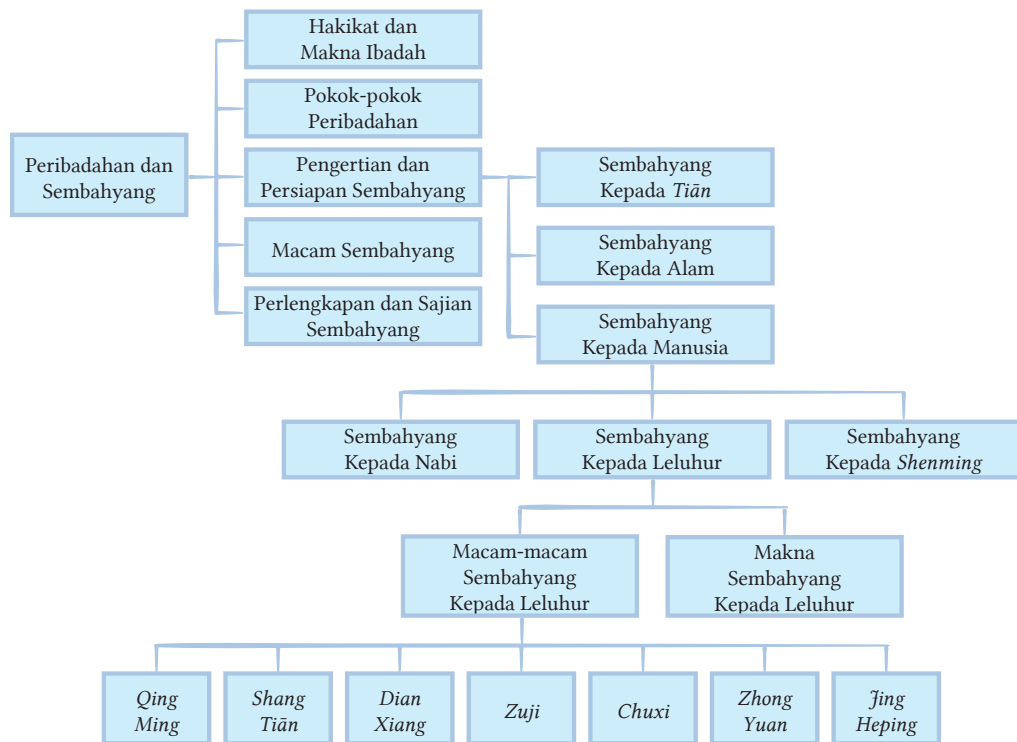 Hakikat dan
Makna Ibadah
Pokok-pokok
Peribadahan
Peribadahan dan
Sembahyang
Pengertian dan
Persiapan Sembahyang
Sembahyang
Kepada Tiān
Macam Sembahyang
Sembahyang
Kepada Alam
Perlengkapan dan Sajian
Sembahyang
Sembahyang
Kepada Manusia
Sembahyang
Kepada Nabi
Sembahyang
Kepada Leluhur
Sembahyang
Kepada Shenming
Macam-macam
Sembahyang
Kepada Leluhur
Makna
Sembahyang
Kepada Leluhur
Qing
Ming
Shang
Tiān
Dian
Xiang
Zuji
Chuxi
Zhong
Yuan
Jing
Heping